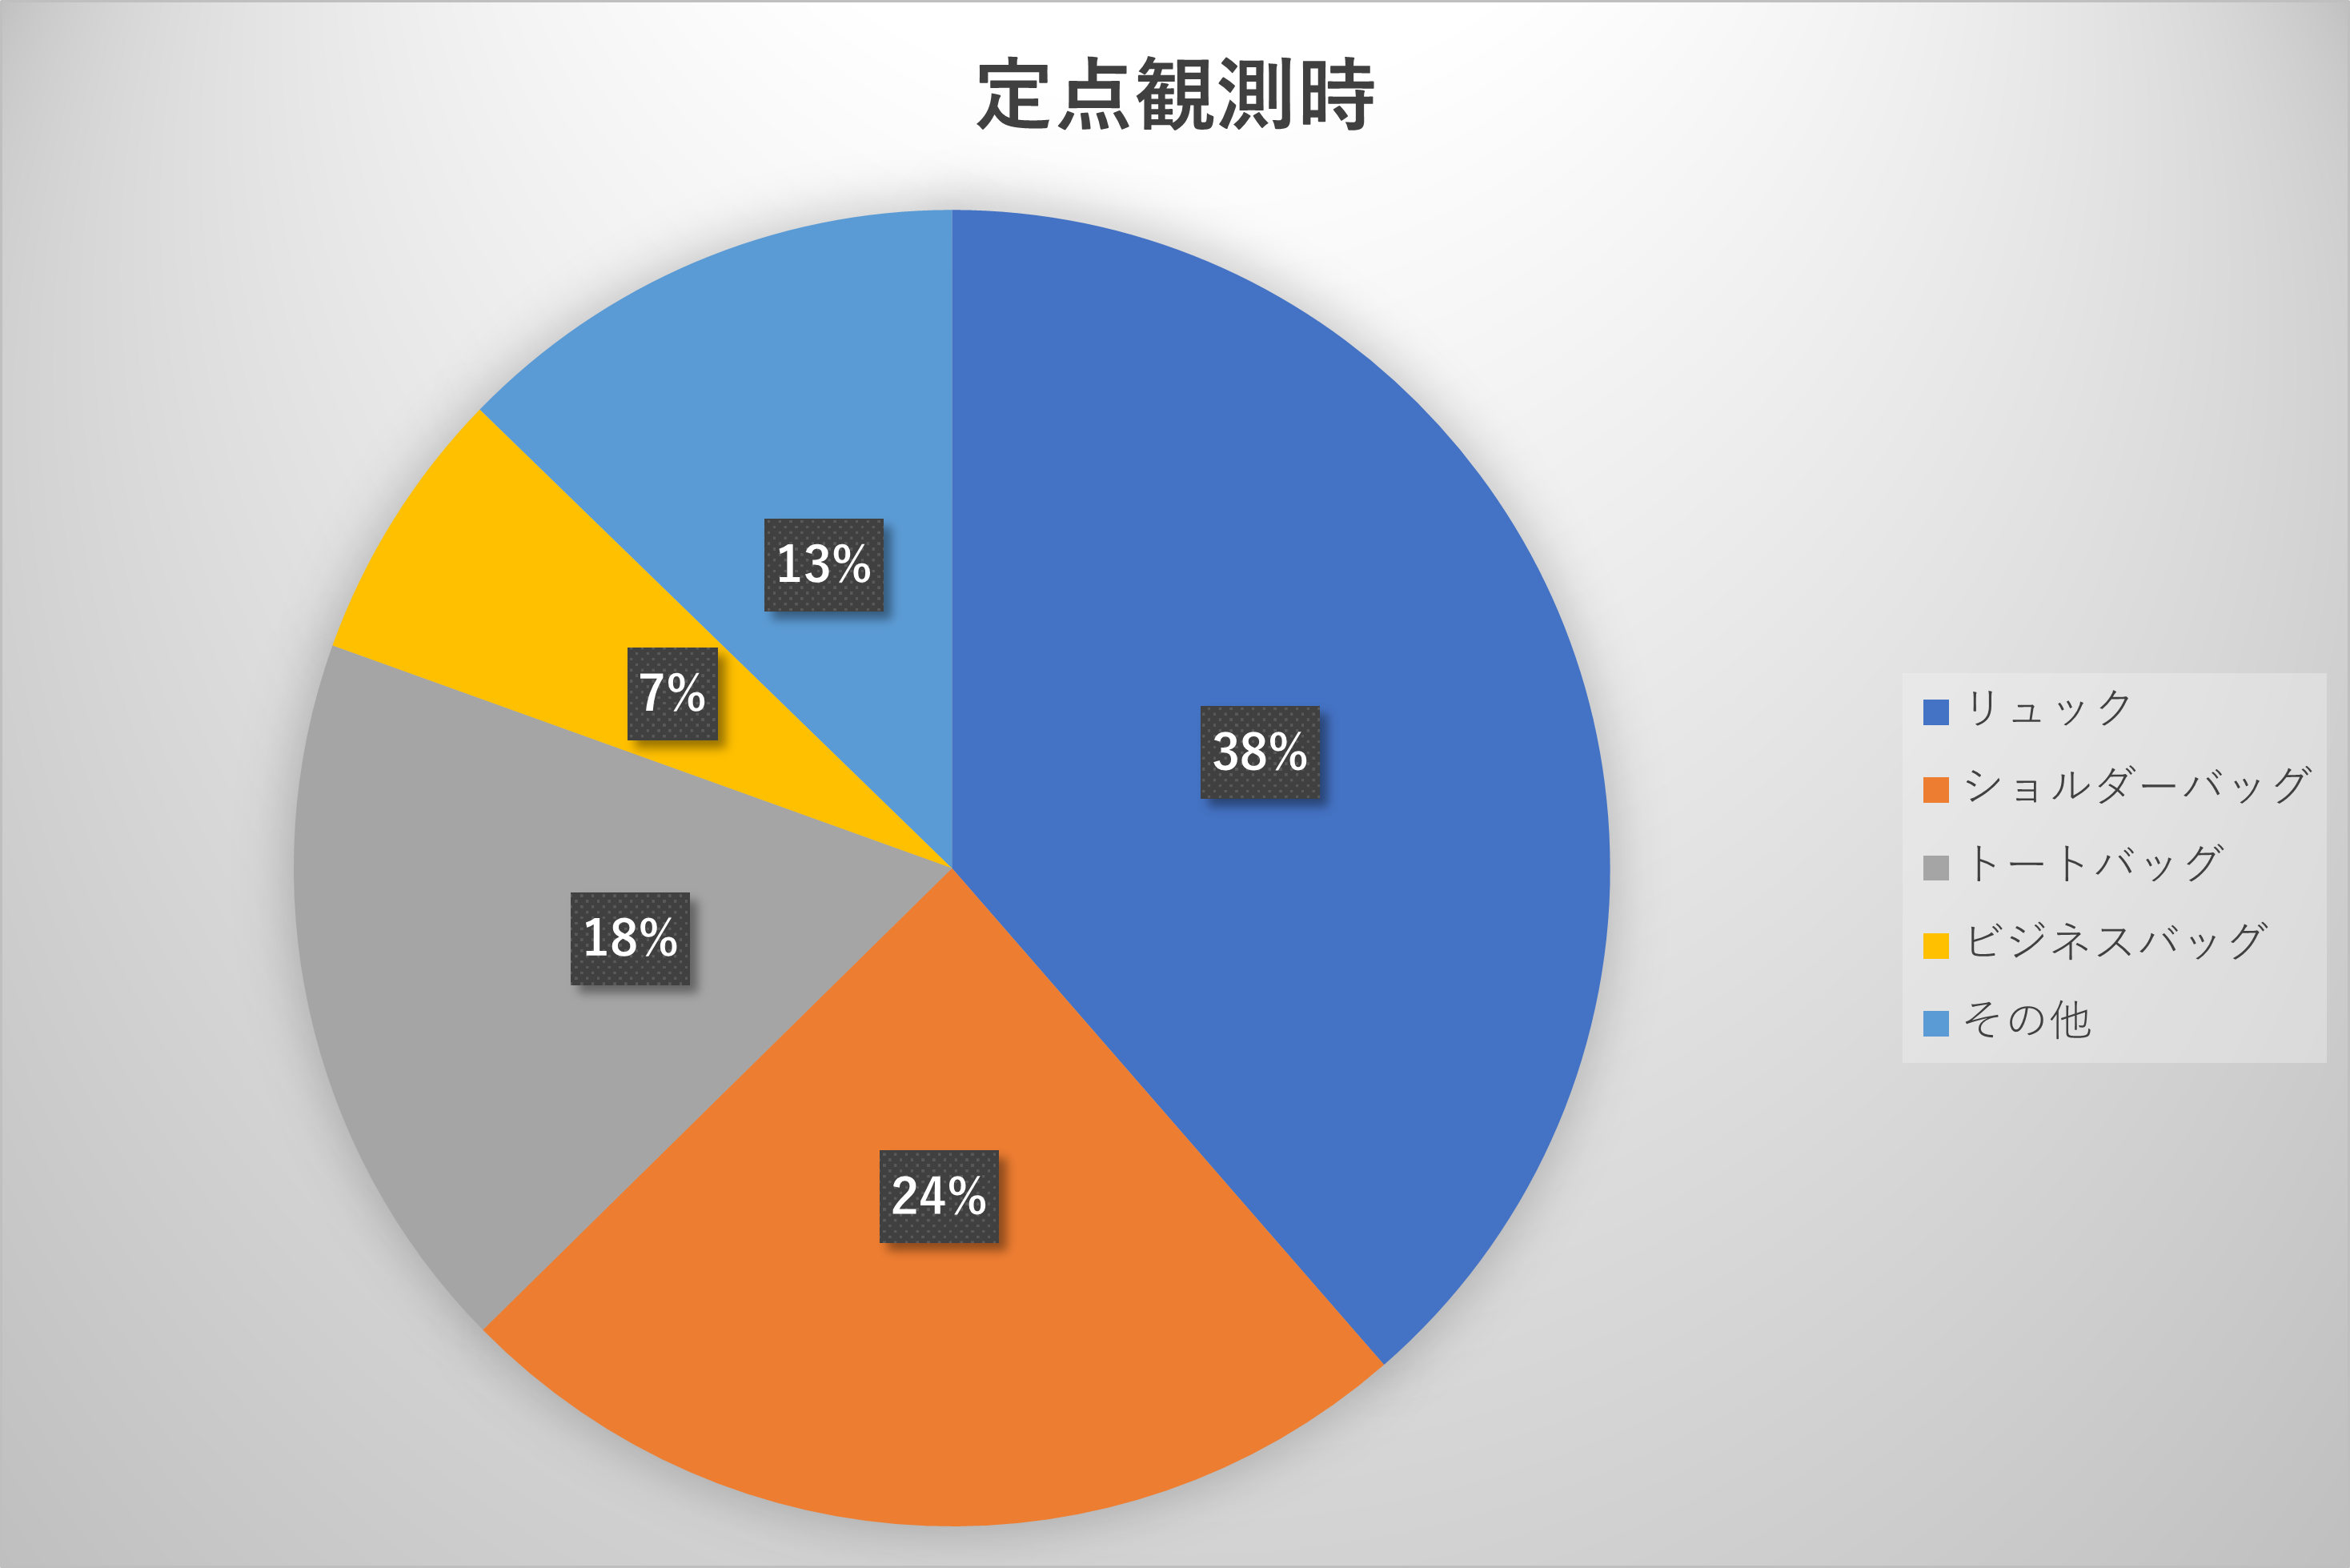 定点観測時
13%
7%
38%
18%
24%
リュック
ショルダーバッグ
トートバッグ
ビジネスバッグ
その他